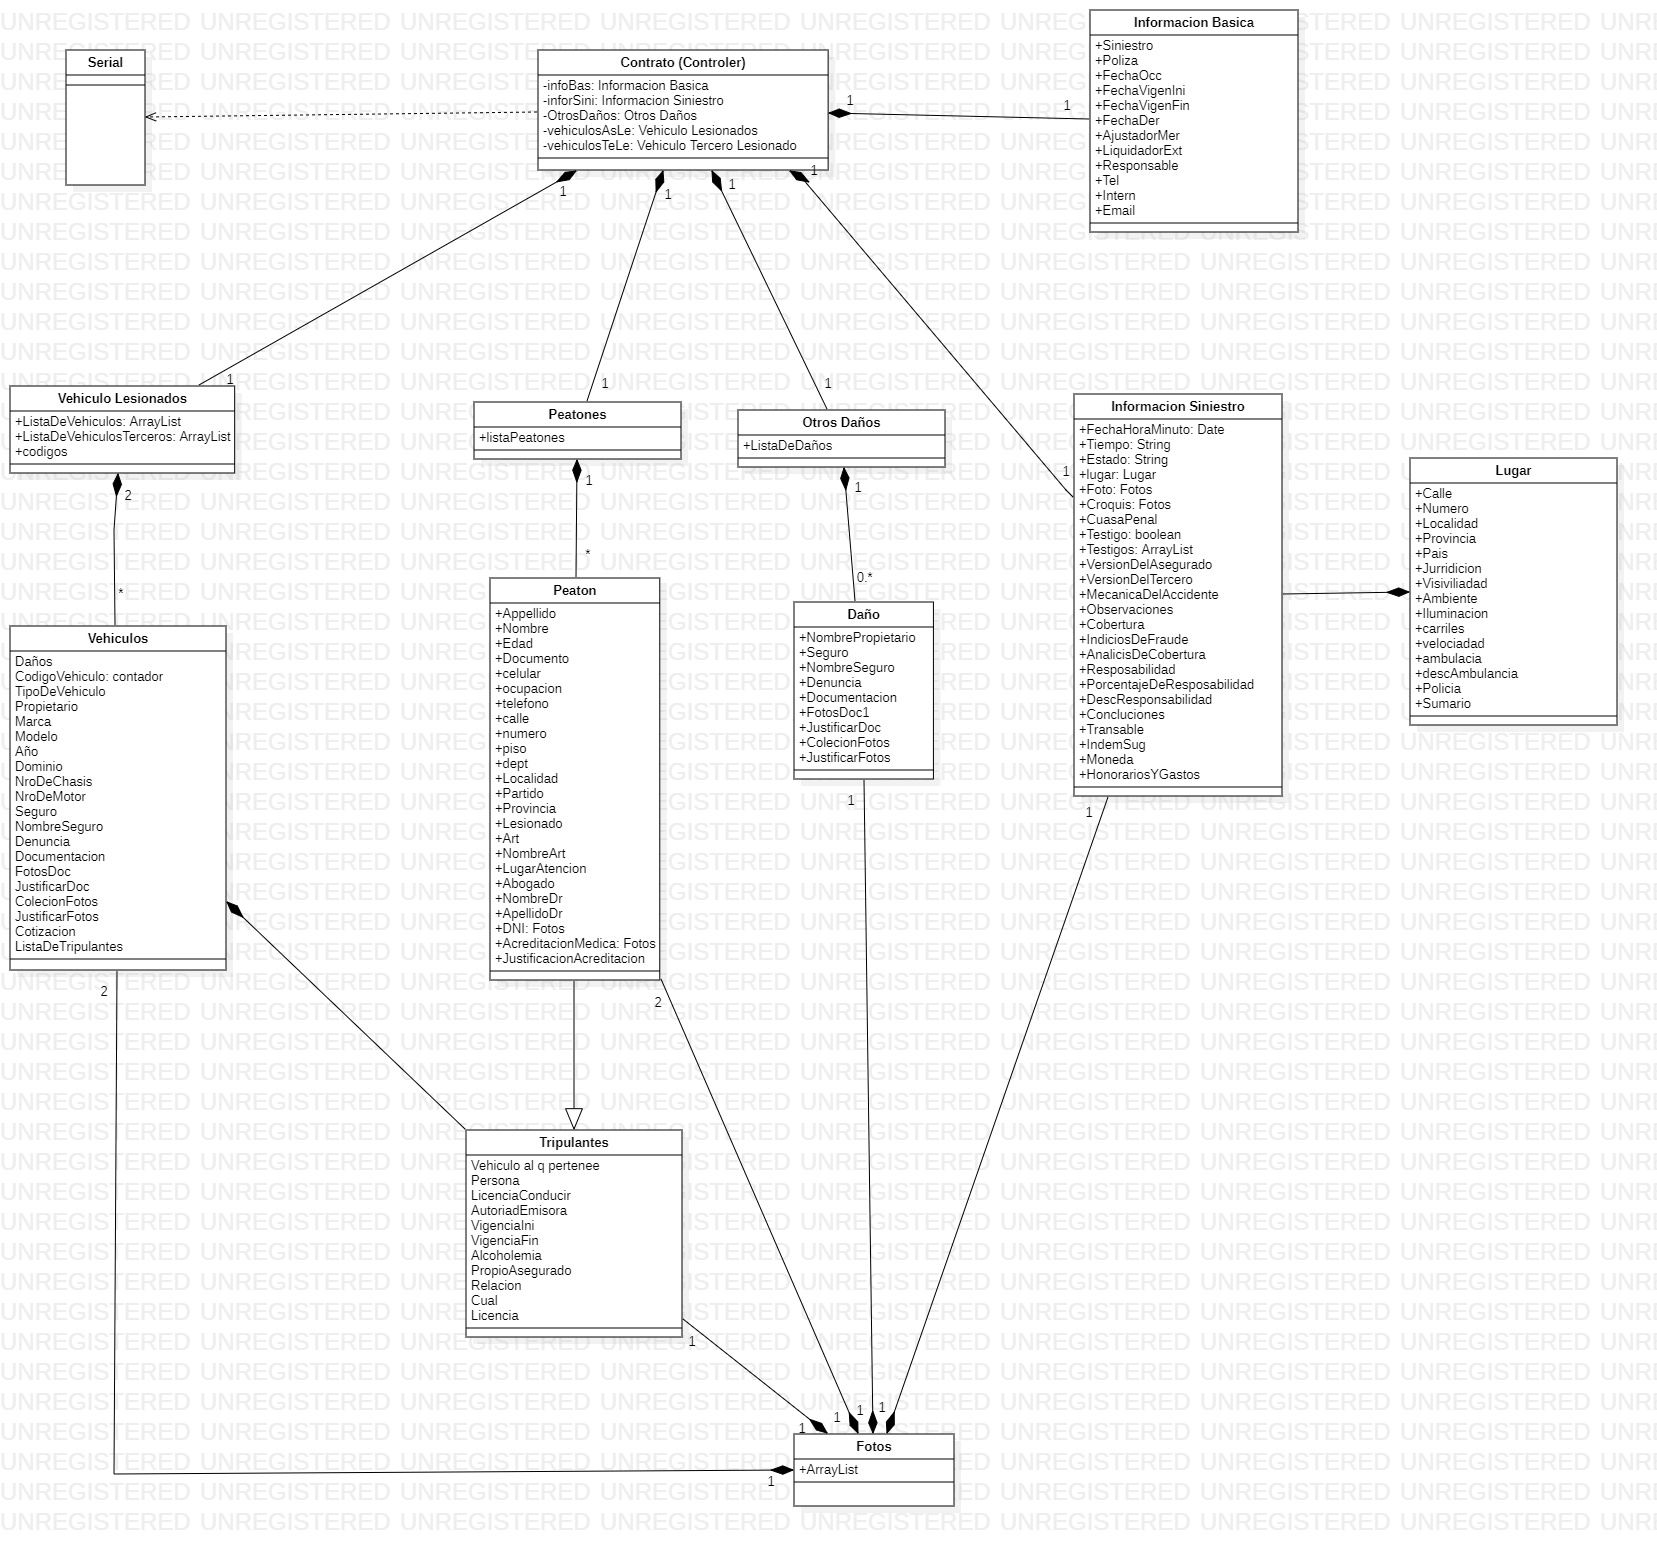 Informacion Basica
+Siniestro
+Poliza
+FechaOcc
+FechaVigenIni
+FechaVigenFin
+FechaDer
+AjustadorMer
+LiquidadorExt
+Responsable
+Tel
+Intern
+Email
Serial
Contrato (Controler)
-infoBas: Informacion Basica
-inforSini: Informacion Siniestro
-OtrosDaños: Otros Daños
-vehiculosAsLe: Vehiculo Lesionados
-vehiculosTeLe: Vehiculo Tercero Lesionado
1
1
1
1
1
1
1
1
1
1
Vehiculo Lesionados
+ListaDeVehiculos: ArrayList
+ListaDeVehiculosTerceros: ArrayList
+codigos
2
*
Peatones
+listaPeatones
1
*
Otros Daños
+ListaDeDaños
1
0.*
Informacion Siniestro
+FechaHoraMinuto: Date
+Tiempo: String
+Estado: String
+lugar: Lugar
+Foto: Fotos
+Croquis: Fotos
+CuasaPenal
+Testigo: boolean
+Testigos: ArrayList
+VersionDelAsegurado
+VersionDelTercero
+MecanicaDelAccidente
+Observaciones
+Cobertura
+IndiciosDeFraude
+AnalicisDeCobertura
+Resposabilidad
+PorcentajeDeResposabilidad
+DescResponsabilidad
+Concluciones
+Transable
+IndemSug
+Moneda
+HonorariosYGastos
1
Lugar
+Calle
+Numero
+Localidad
+Provincia
+Pais
+Jurridicion
+Visiviliadad
+Ambiente
+Iluminacion
+carriles
+velociadad
+ambulacia
+descAmbulancia
+Policia
+Sumario
Vehiculos
Daños
CodigoVehiculo: contador
TipoDeVehiculo
Propietario
Marca
Modelo
Año
Dominio
NroDeChasis
NroDeMotor
Seguro
NombreSeguro
Denuncia
Documentacion
FotosDoc
JustificarDoc
ColecionFotos
JustificarFotos
Cotizacion
ListaDeTripulantes
2
Peaton
+Appellido
+Nombre
+Edad
+Documento
+celular
+ocupacion
+telefono
+calle
+numero
+piso
+dept
+Localidad
+Partido
+Provincia
+Lesionado
+Art
+NombreArt
+LugarAtencion
+Abogado
+NombreDr
+ApellidoDr
+DNI: Fotos
+AcreditacionMedica: Fotos
+JustificacionAcreditacion
2
Daño
+NombrePropietario
+Seguro
+NombreSeguro
+Denuncia
+Documentacion
+FotosDoc1
+JustificarDoc
+ColecionFotos
+JustificarFotos
1
Tripulantes
Vehiculo al q pertenee
Persona
LicenciaConducir
AutoriadEmisora
VigenciaIni
VigenciaFin
Alcoholemia
PropioAsegurado
Relacion
Cual
Licencia
1
1
1
1
1
1
Fotos
+ArrayList
UNREGISTERED